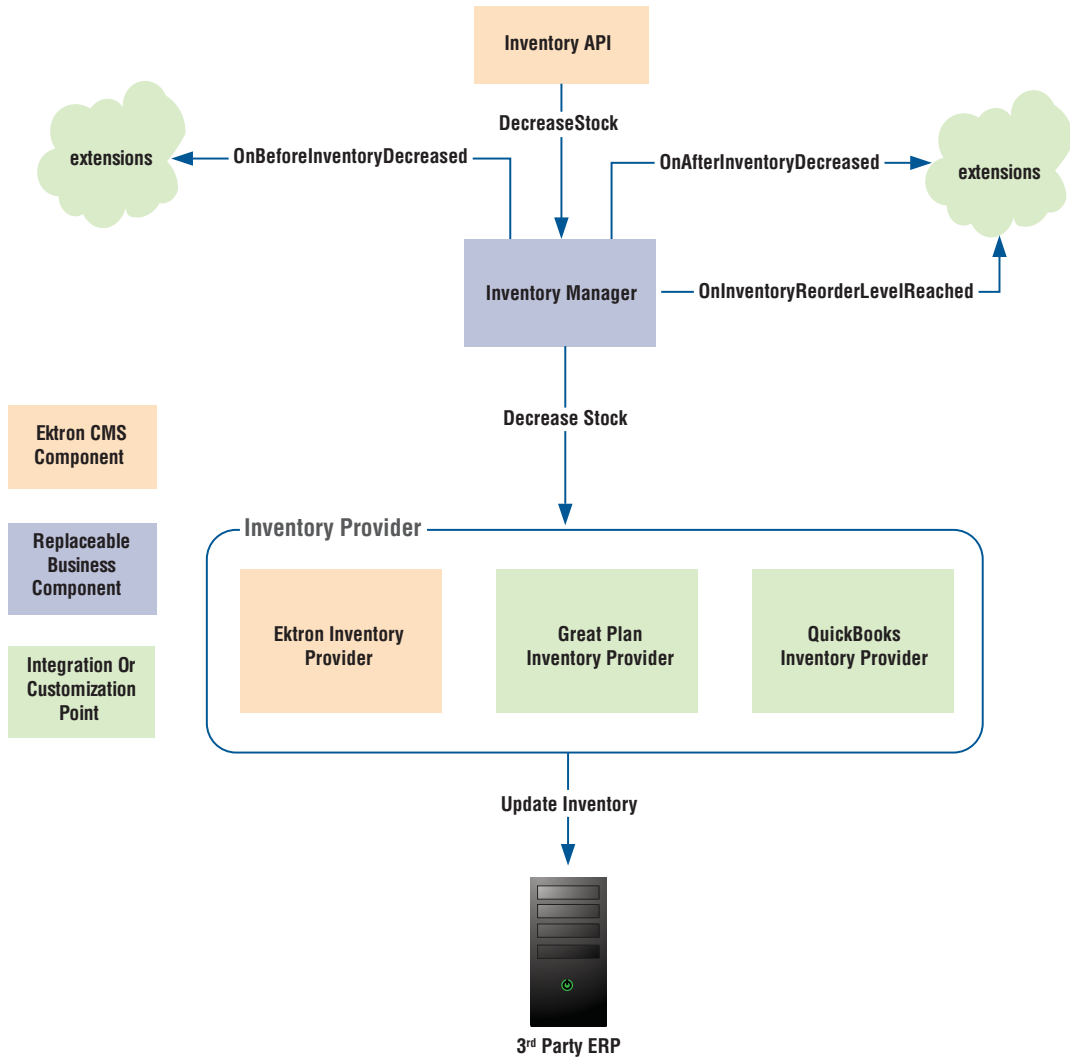 Inventory API
DecreaseStock
extensions
OnBeforeInventoryDecreased
OnAfterInventoryDecreased
extensions
Inventory Manager
OnInventoryReorderLevelReached
Decrease Stock
Ektron CMS
Component
Replaceable
Business
Component
Integration Or
Customization
Point
Inventory Provider
Ektron Inventory
Provider
Great Plan
Inventory Provider
QuickBooks
Inventory Provider
Update Inventory
3rd Party ERP